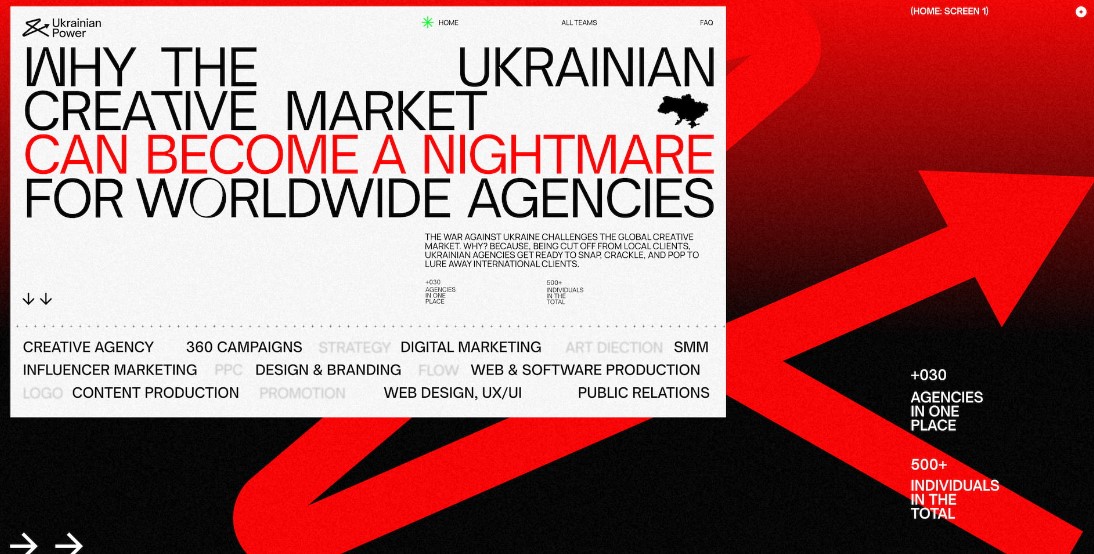 Ukrainian
Power
HOME
ALL TEAMS
FAQ
WHY THE UKRAINIAN
CREATIVE MARKET
CAN BECOME A NIGHTMARE
FOR WORLDWIDE AGENCIES
THE WAR AGAINST UKRAINE CHALLENGES THE GLOBAL CREATIVE
MARKET. WHY? BECAUSE, BEING CUT OFF FROM LOCAL CLIENTS,
UKRAINIAN AGENCIES GET READY TO SNAP, CRACKLE, AND POP TO
LURE AWAY INTERNATIONAL CLIENTS.
+030
AGENCIES
IN ONE
PLACE
500+
INDIVIDUALS
IN THE
TOTAL
CREATIVE AGENCY 360 CAMPAIGNS STRATEGY DIGITAL MARKETING ART DIECTION SMM
INFLUENCER MARKETING PPC DESIGN & BRANDING FLOW WEB & SOFTWARE PRODUCTION
LOGO CONTENT PRODUCTION PROMOTION WEB DESIGN, UX/UI PUBLIC RELATIONS
(HOME: SCREEN 1)
+030
AGENCIES
IN ONE
PLACE
500+
INDIVIDUALS
IN THE
TOTAL